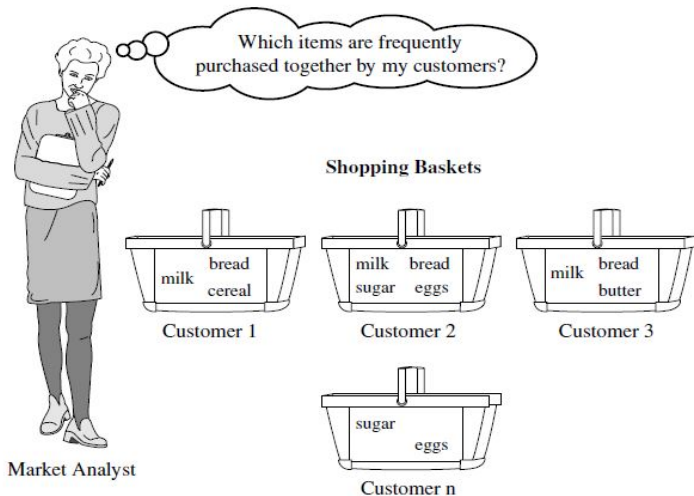 Which items are frequently
purchased together by my customers?
Shopping Baskets
milk bread
cereal
milk bread
sugar eggs
milk bread
butter
Customer 1
Customer 2
Customer 3
sugar
eggs
Market Analyst
Customer n